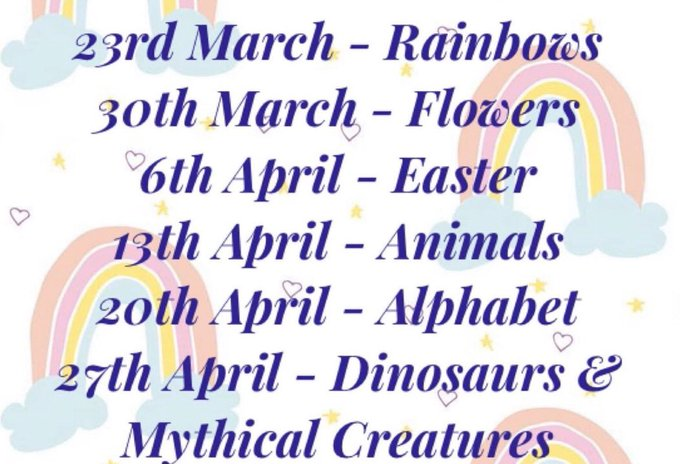 23rd March - Rainbows
30th March - Flowers
6th April - Easter
13th April - Animals
20th April - Alphabet
27th April - Dinosaurs &
Mythical Creatures